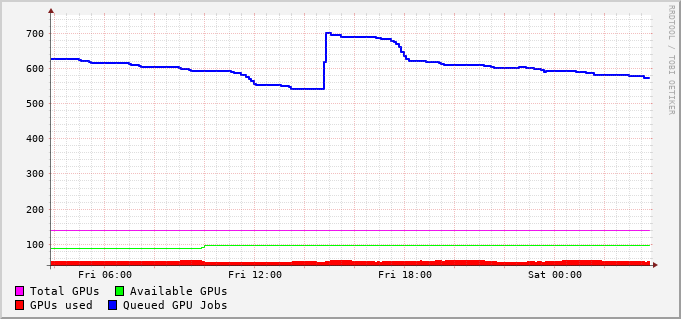 RRDTOOL / TOBI OETIKER
700
600
500
400
300
200
100
Fri 06:00 Fri 12:00 Fri 18:00 Sat 00:00
Total GPUs Available GPUs
GPUs used Queued GPU Jobs